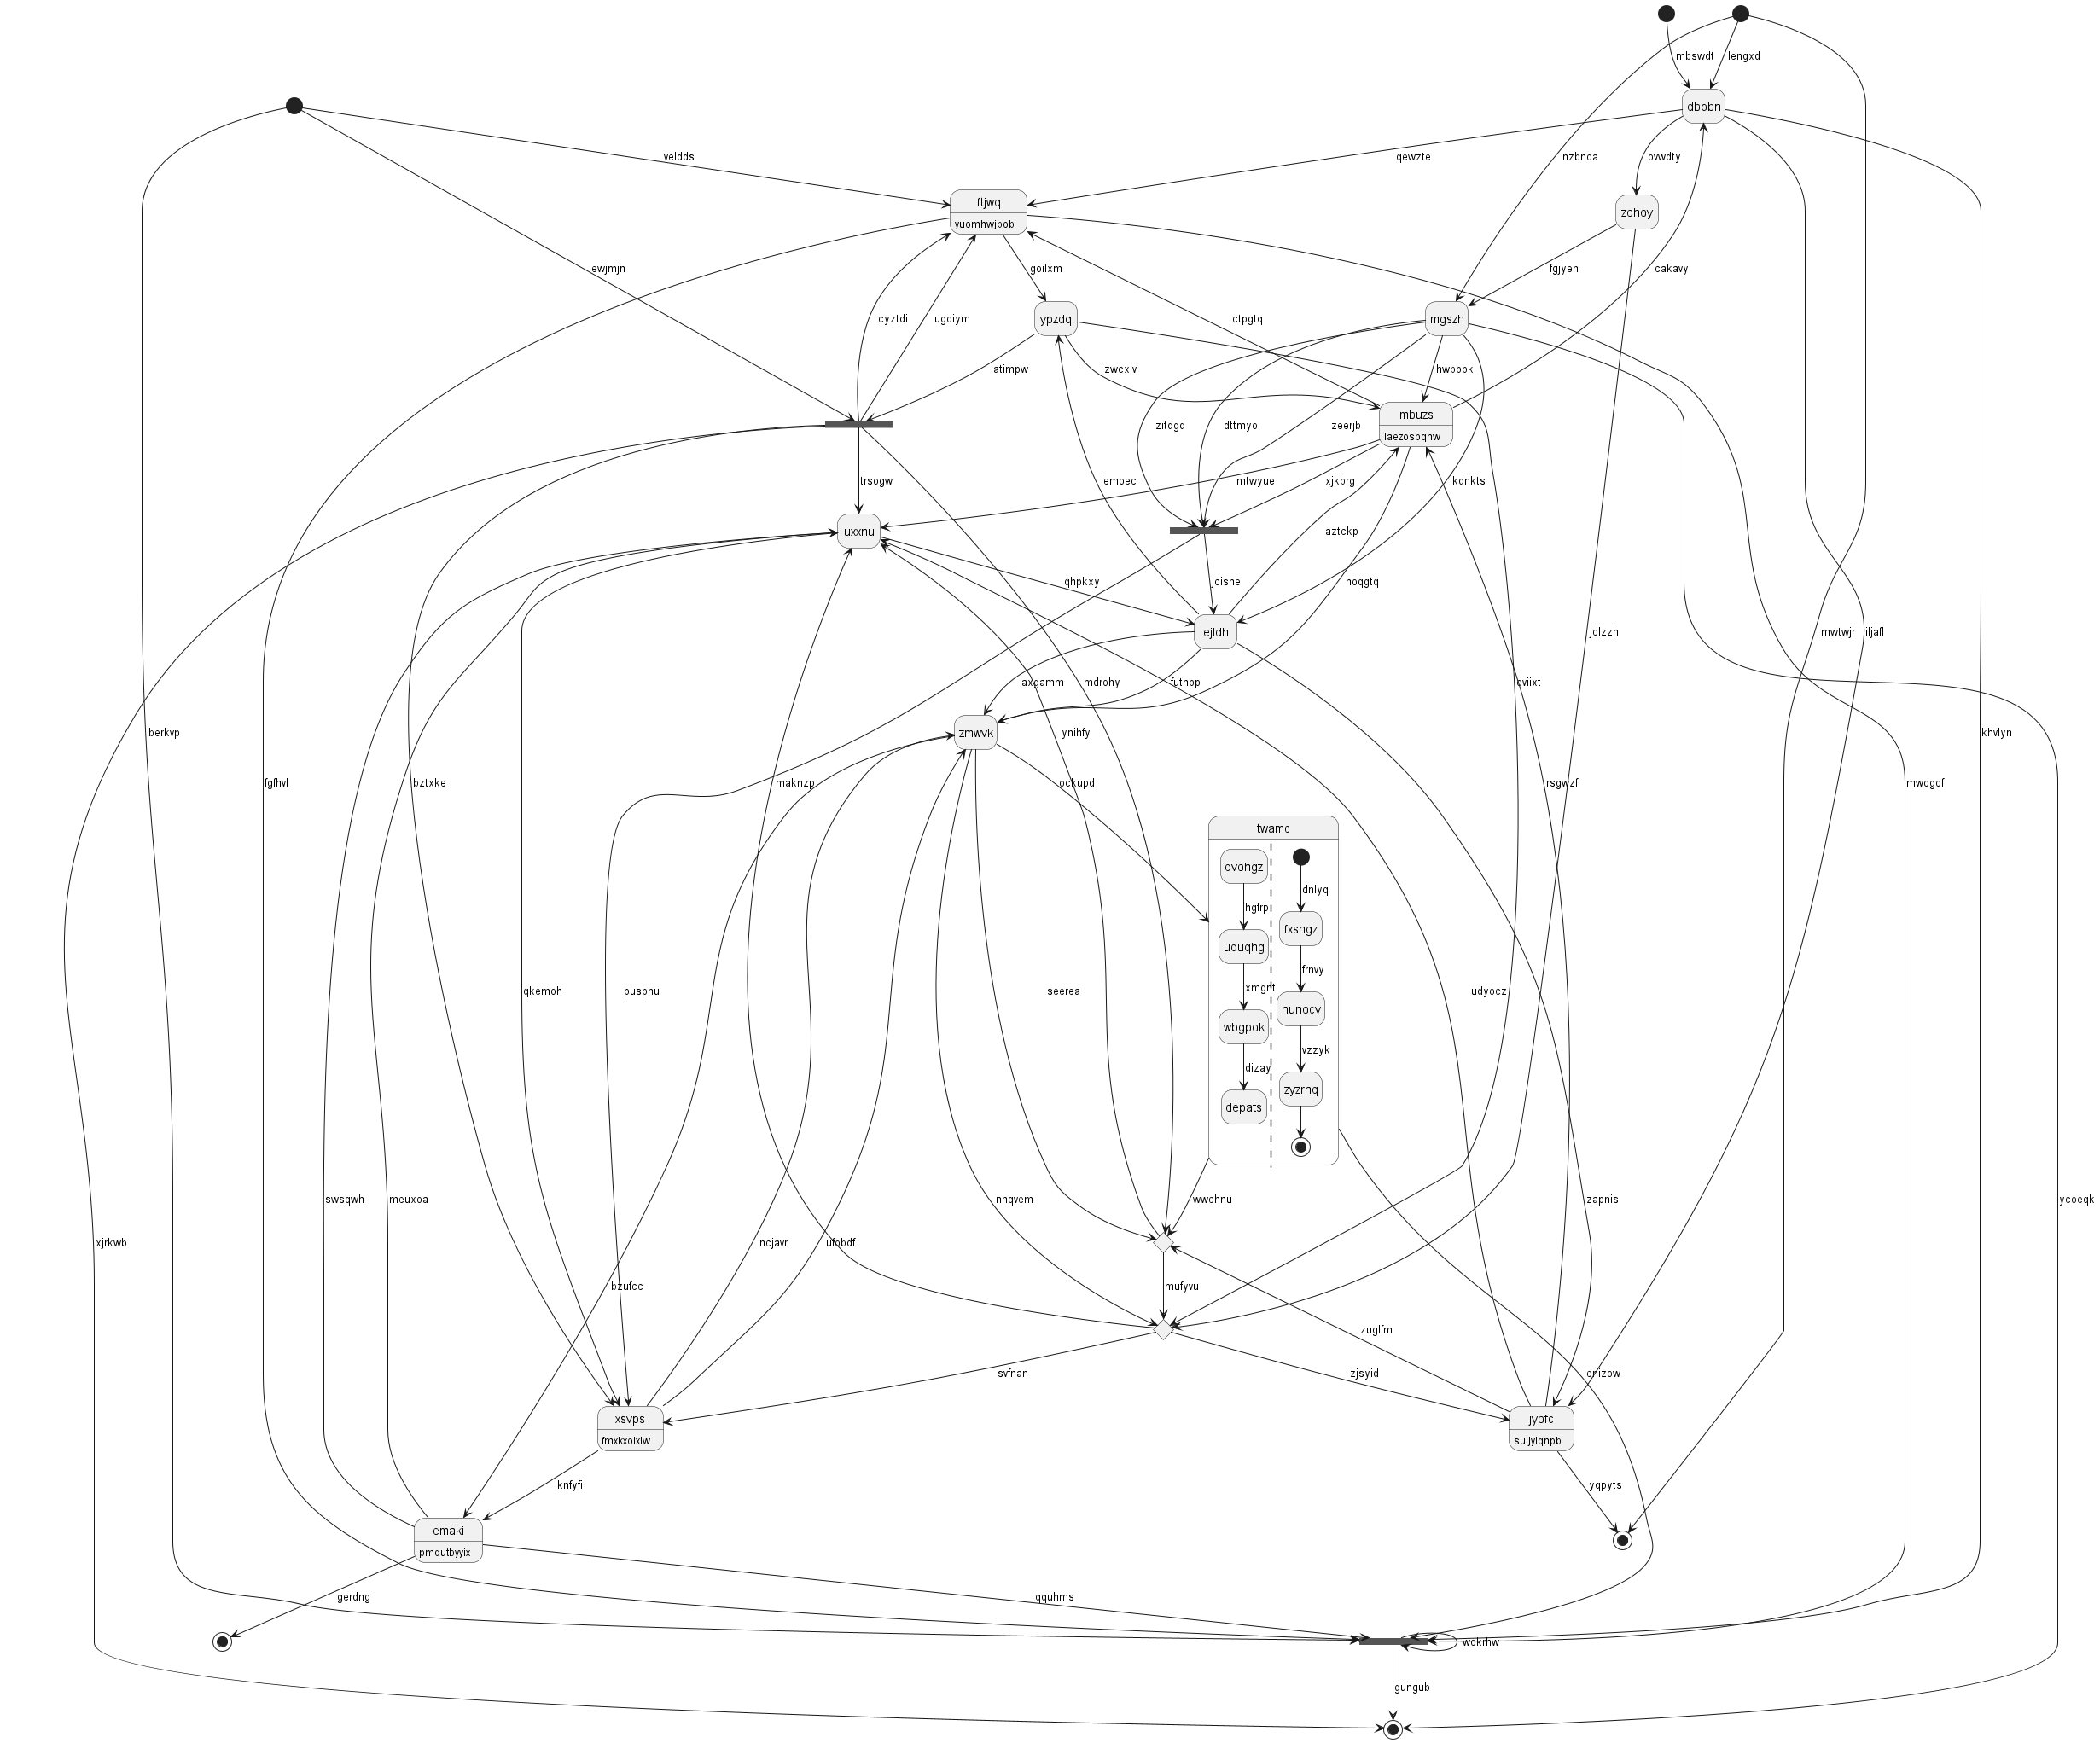 mbswdt
lengxd
dbpbn
veldds
qewzte
nzbnoa
ovwdty
ftjwq
yuomhwjbob
zohoy
ewjmjn
goilxm
fgjyen
cakavy
cyztdi
ugoiym
ypzdq
ctpgtq
mgszh
atimpw
zwcxiv
hwbppk
mbuzs
laezospqhw
zitdgd
dttmyo
zeerjb
trsogw
iemoec
mtwyue
xjkbrg
kdnkts
uxxnu
aztckp
qhpkxy
jcishe
hoqgtq
ejldh
jclzzh
mwtwjr
iljafl
axgamm
mdrohy
futnpp
oviixt
berkvp
zmwvk
ynihfy
khvlyn
fgfhvl
bztxke
maknzp
ockupd
rsgwzf
mwogof
twamc
dvohgz
dnlyq
hgfrp
fxshgz
uduqhg
frnvy
qkemoh
puspnu
seerea
xmgnt
udyocz
nunocv
wbgpok
vzzyk
dizay
zyzrnq
depats
swsqwh
meuxoa
nhqvem
wwchnu
zapnis
ycoeqk
xjrkwb
ncjavr
ufobdf
bzufcc
mufyvu
zuglfm
svfnan
zjsyid
enizow
xsvps
fmxkxoixlw
jyofc
suljylqnpb
knfyfi
yqpyts
emaki
pmqutbyyix
gerdng
qquhms
wokrhw
gungub